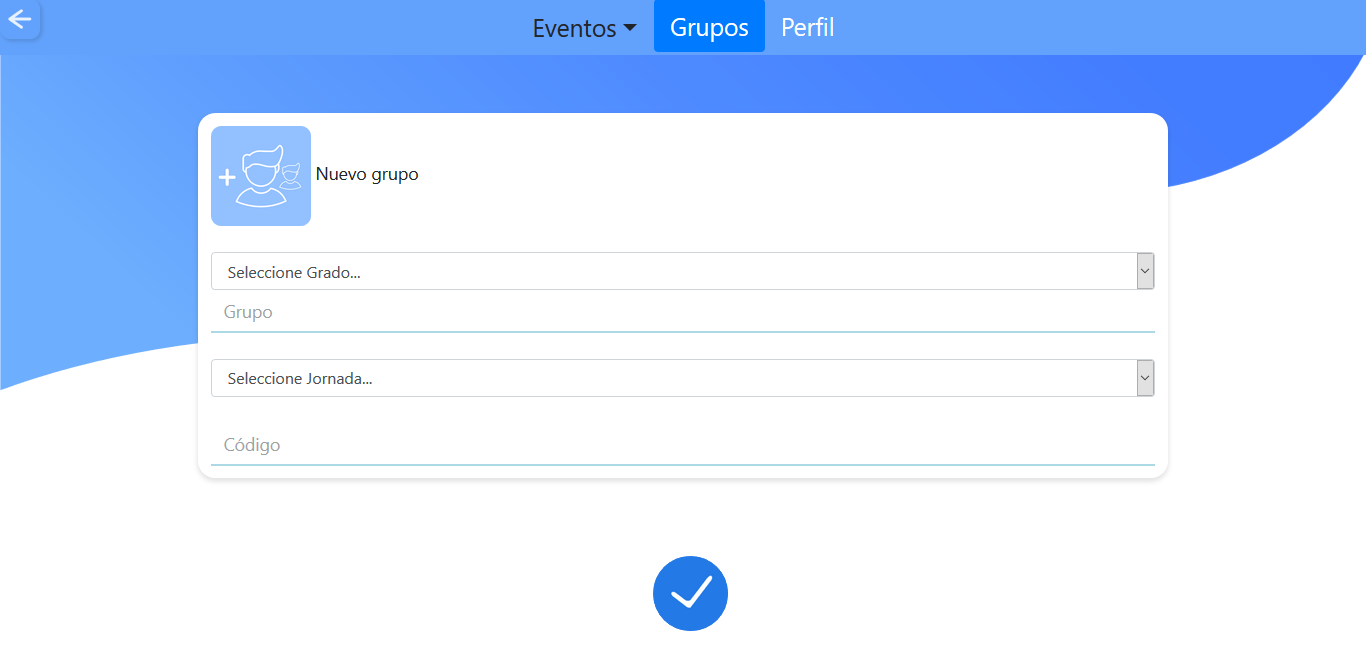 Eventos Grupos Perfil
Nuevo grupo
Seleccione Grado...
Grupo
Seleccione Jornada...
Código